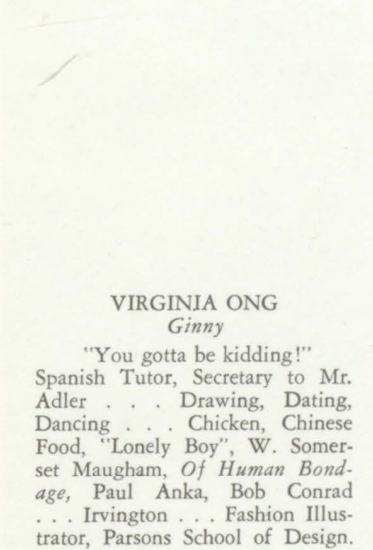 VIRGINIA ONG
Ginny
"You gotta be kidding!"
Spanish Tutor, Secretary to Mr.
Adler . . . Drawing, Dating,
Dancing . . . Chicken, Chinese
Food, "Lonely Boy", W. Somer-
set Maugham, Of Human Bond-
age, Paul Anka, Bob Conrad
. . . Irvington . . . Fashion Illus-
trator, Parsons School of Design.